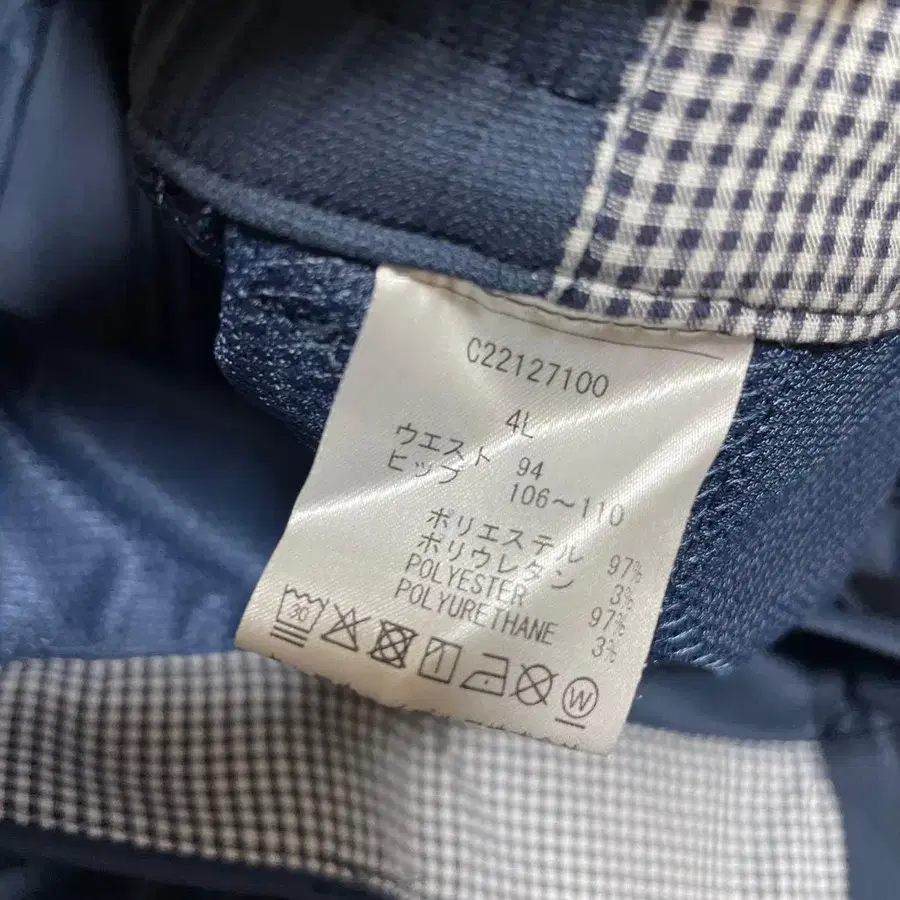 C22127100
4L
ウエスト 94
ヒップ 106～110
ポリエステル 97%
ポリウレタン 3%
POLYESTER 97%
POLYURETHANE 3%
30
W